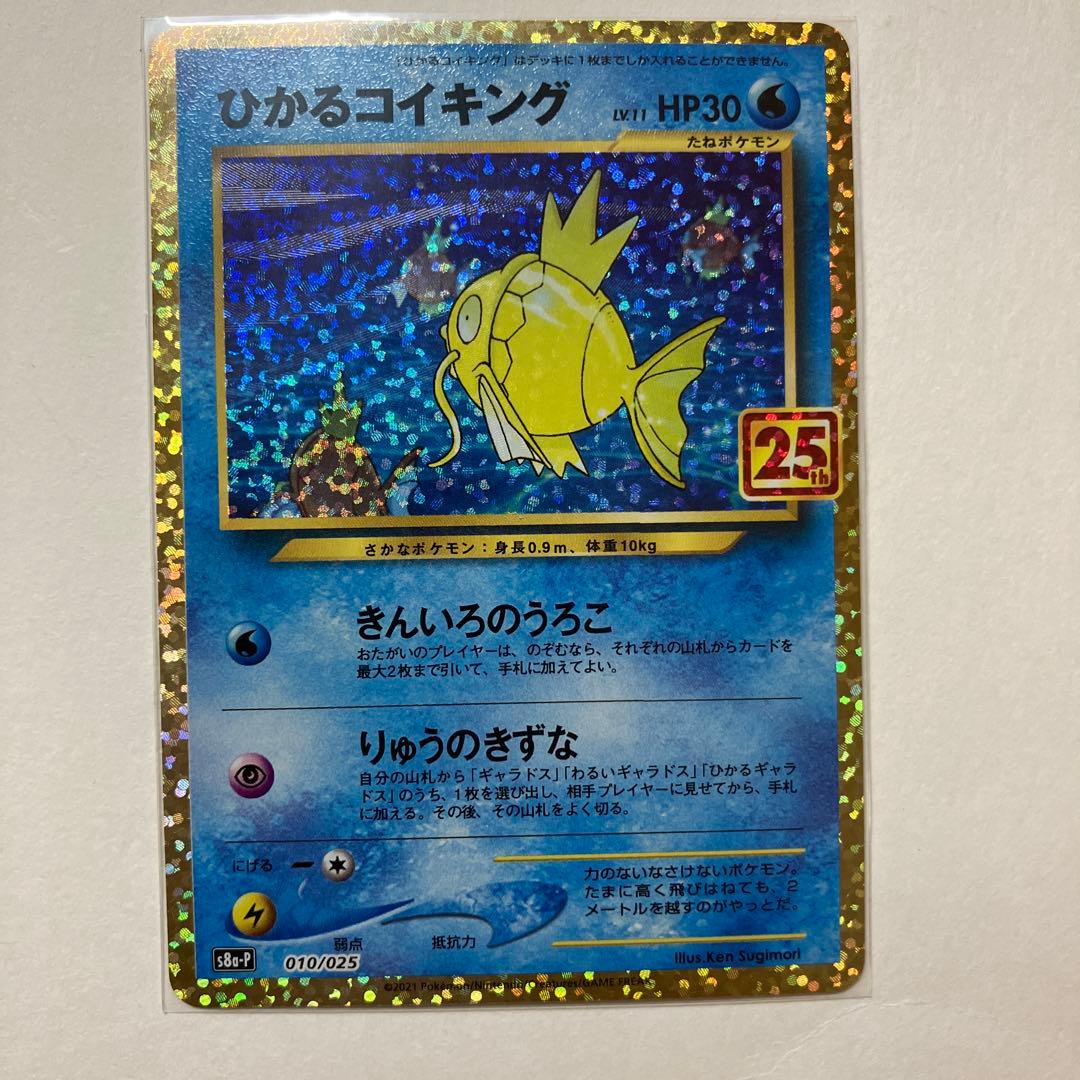 「ひかるコイキング」はデッキに1枚までしか入れることができません。
ひかるコイキング LV.11 HP30
たねポケモン
25th
さかなポケモン：身長0.9m、体重10kg
きんいろのうろこ
おたがいのプレイヤーは、のぞむなら、それぞれの山札からカードを
最大2枚まで引いて、手札に加えてよい。
りゅうのきずな
自分の山札から「ギャラドス」「わるいギャラドス」「ひかるギャラ
ドス」のうち、1枚を選び出し、相手プレイヤーに見せてから、手札
に加える。その後、その山札をよく切る。
にげる
力のないなさけないポケモン。
たまに高く飛びはねても、2
メートルを越すのがやっとだ。
弱点 抵抗力
Illus.Ken Sugimori
s8a-P 010/025
©2021 Pokémon/Nintendo/Creatures/GAME FREAK